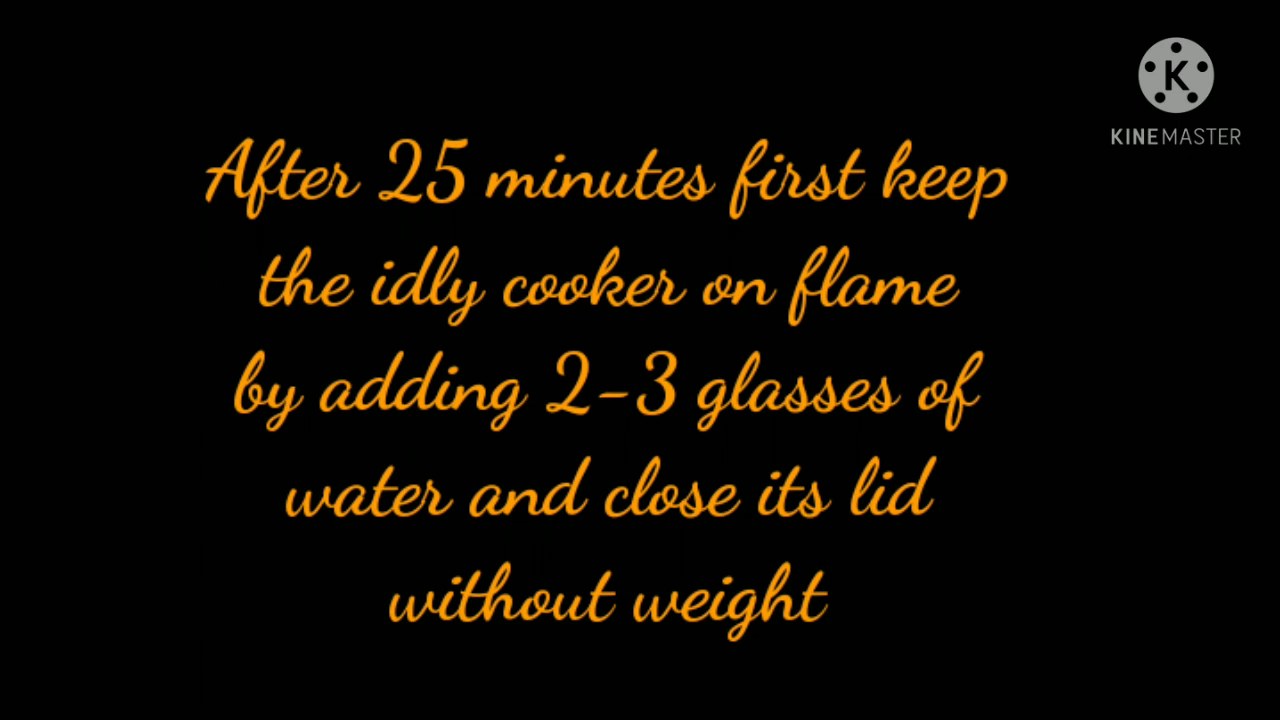 K
KINEMASTER
After 25 minutes first keep
the idly cooker on flame
by adding 2-3 glasses of
water and close its lid
without weight